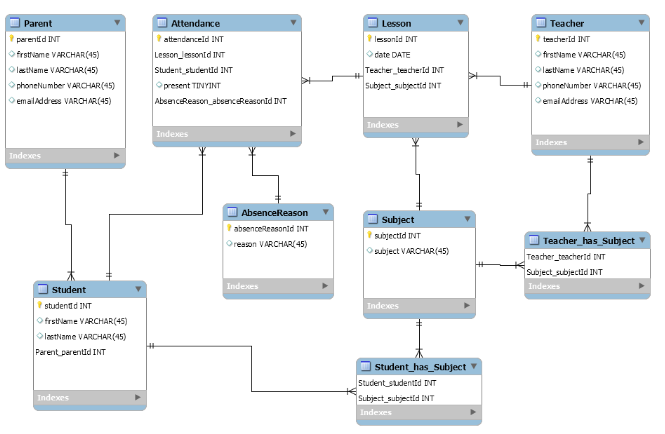 Parent
parentId INT
firstName VARCHAR(45)
lastName VARCHAR(45)
phoneNumber VARCHAR(45)
emailAddress VARCHAR(45)
Indexes
Attendance
attendanceId INT
Lesson_lessonId INT
Student_studentId INT
present TINYINT
AbsenceReason_absenceReasonId INT
Indexes
Lesson
lessonId INT
date DATE
Teacher_teacherId INT
Subject_subjectId INT
Indexes
Teacher
teacherId INT
firstName VARCHAR(45)
lastName VARCHAR(45)
phoneNumber VARCHAR(45)
emailAddress VARCHAR(45)
Indexes
AbsenceReason
absenceReasonId INT
reason VARCHAR(45)
Indexes
Subject
subjectId INT
subject VARCHAR(45)
Indexes
Teacher_has_Subject
Teacher_teacherId INT
Subject_subjectId INT
Indexes
Student
studentId INT
firstName VARCHAR(45)
lastName VARCHAR(45)
Parent_parentId INT
Indexes
Student_has_Subject
Student_studentId INT
Subject_subjectId INT
Indexes